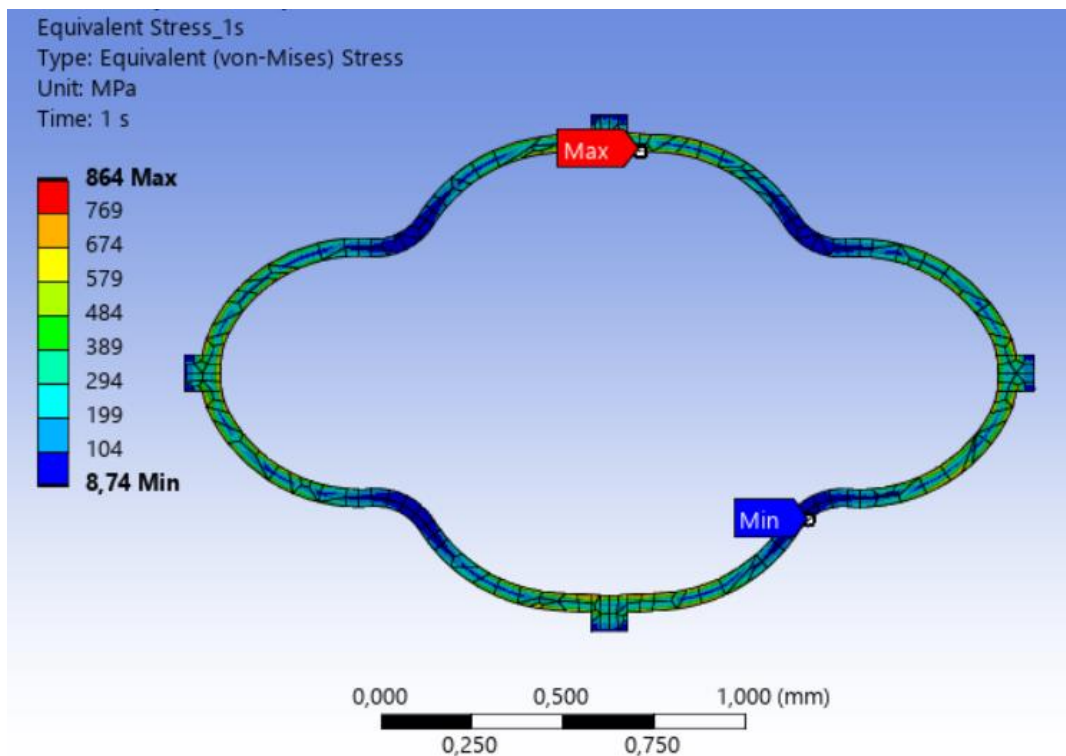 Equivalent Stress_1s
Type: Equivalent (von-Mises) Stress
Unit: MPa
Time: 1 s
864 Max
769
674
579
484
389
294
199
104
8,74 Min
Max
Min
0,000 0,500 1,000 (mm)
0,250 0,750